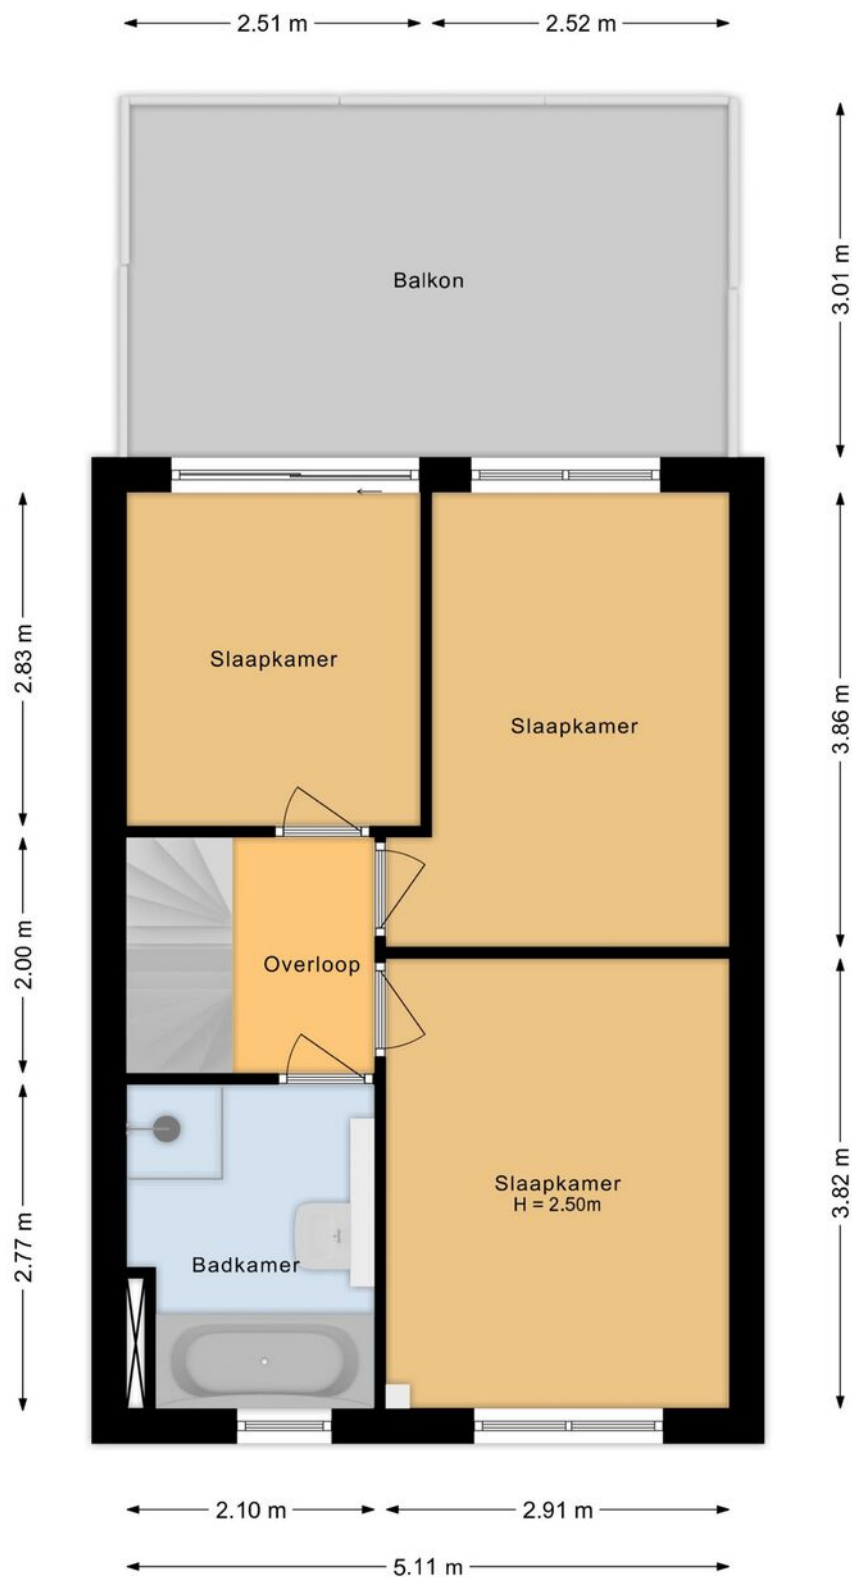 2.51 m
2.52 m
3.01 m
Balkon
2.83 m
Slaapkamer
3.86 m
Slaapkamer
2.00 m
Overloop
2.77 m
3.82 m
Slaapkamer
H = 2.50m
Badkamer
2.10 m
2.91 m
5.11 m